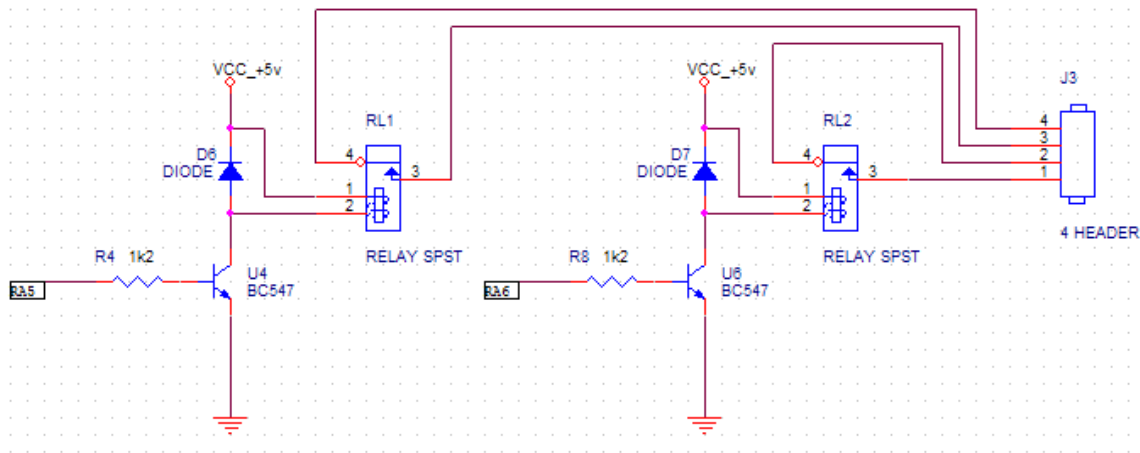 J3
VCC_+5v
VCC_+5v
RL1
RL2
4
3
2
1
D6
DIODE
4
3
1
2
D7
DIODE
4
3
1
2
4 HEADER
R4 1k2
RELAY SPST
R8 1k2
RELAY SPST
U4
BC547
U6
BC547
RA5
RA6